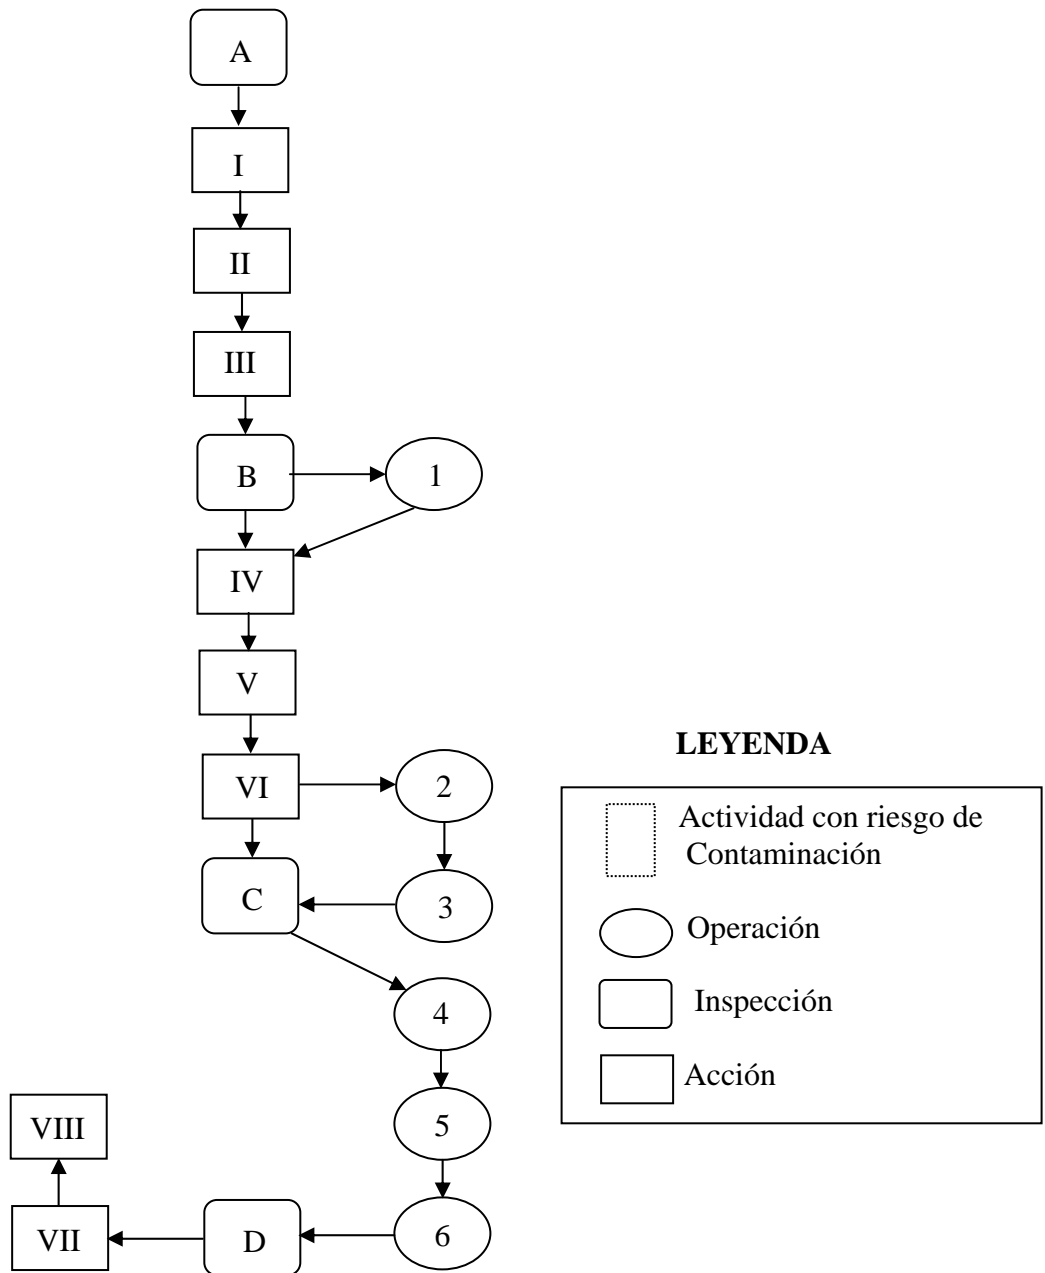 A
I
II
III
B
1
IV
V
VI
2
C
3
4
5
6
D
VII
VIII
LEYENDA
Actividad con riesgo de
Contaminación
Operación
Inspección
Acción